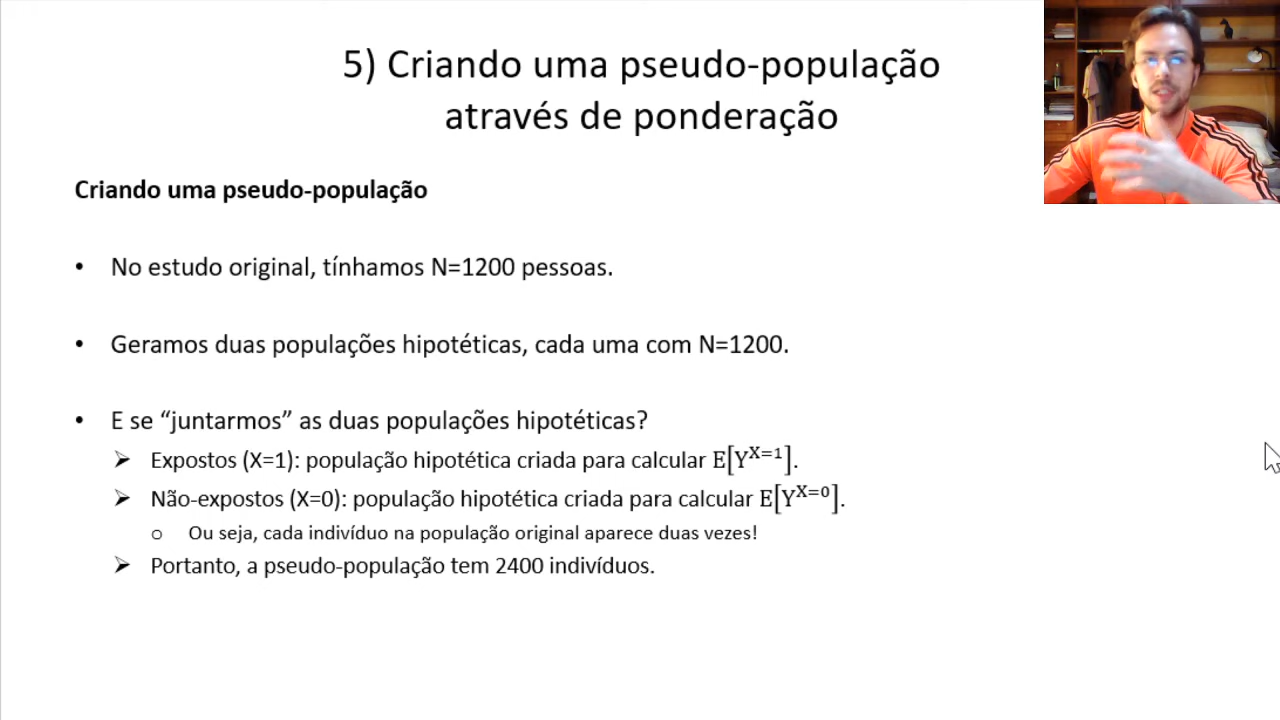 5) Criando uma pseudo-população
através de ponderação
Criando uma pseudo-população
• No estudo original, tínhamos N=1200 pessoas.
• Geramos duas populações hipotéticas, cada uma com N=1200.
• E se “juntarmos” as duas populações hipotéticas?
➢ Expostos (X=1): população hipotética criada para calcular E[Y^{X=1}].
➢ Não-expostos (X=0): população hipotética criada para calcular E[Y^{X=0}].
o Ou seja, cada indivíduo na população original aparece duas vezes!
➢ Portanto, a pseudo-população tem 2400 indivíduos.